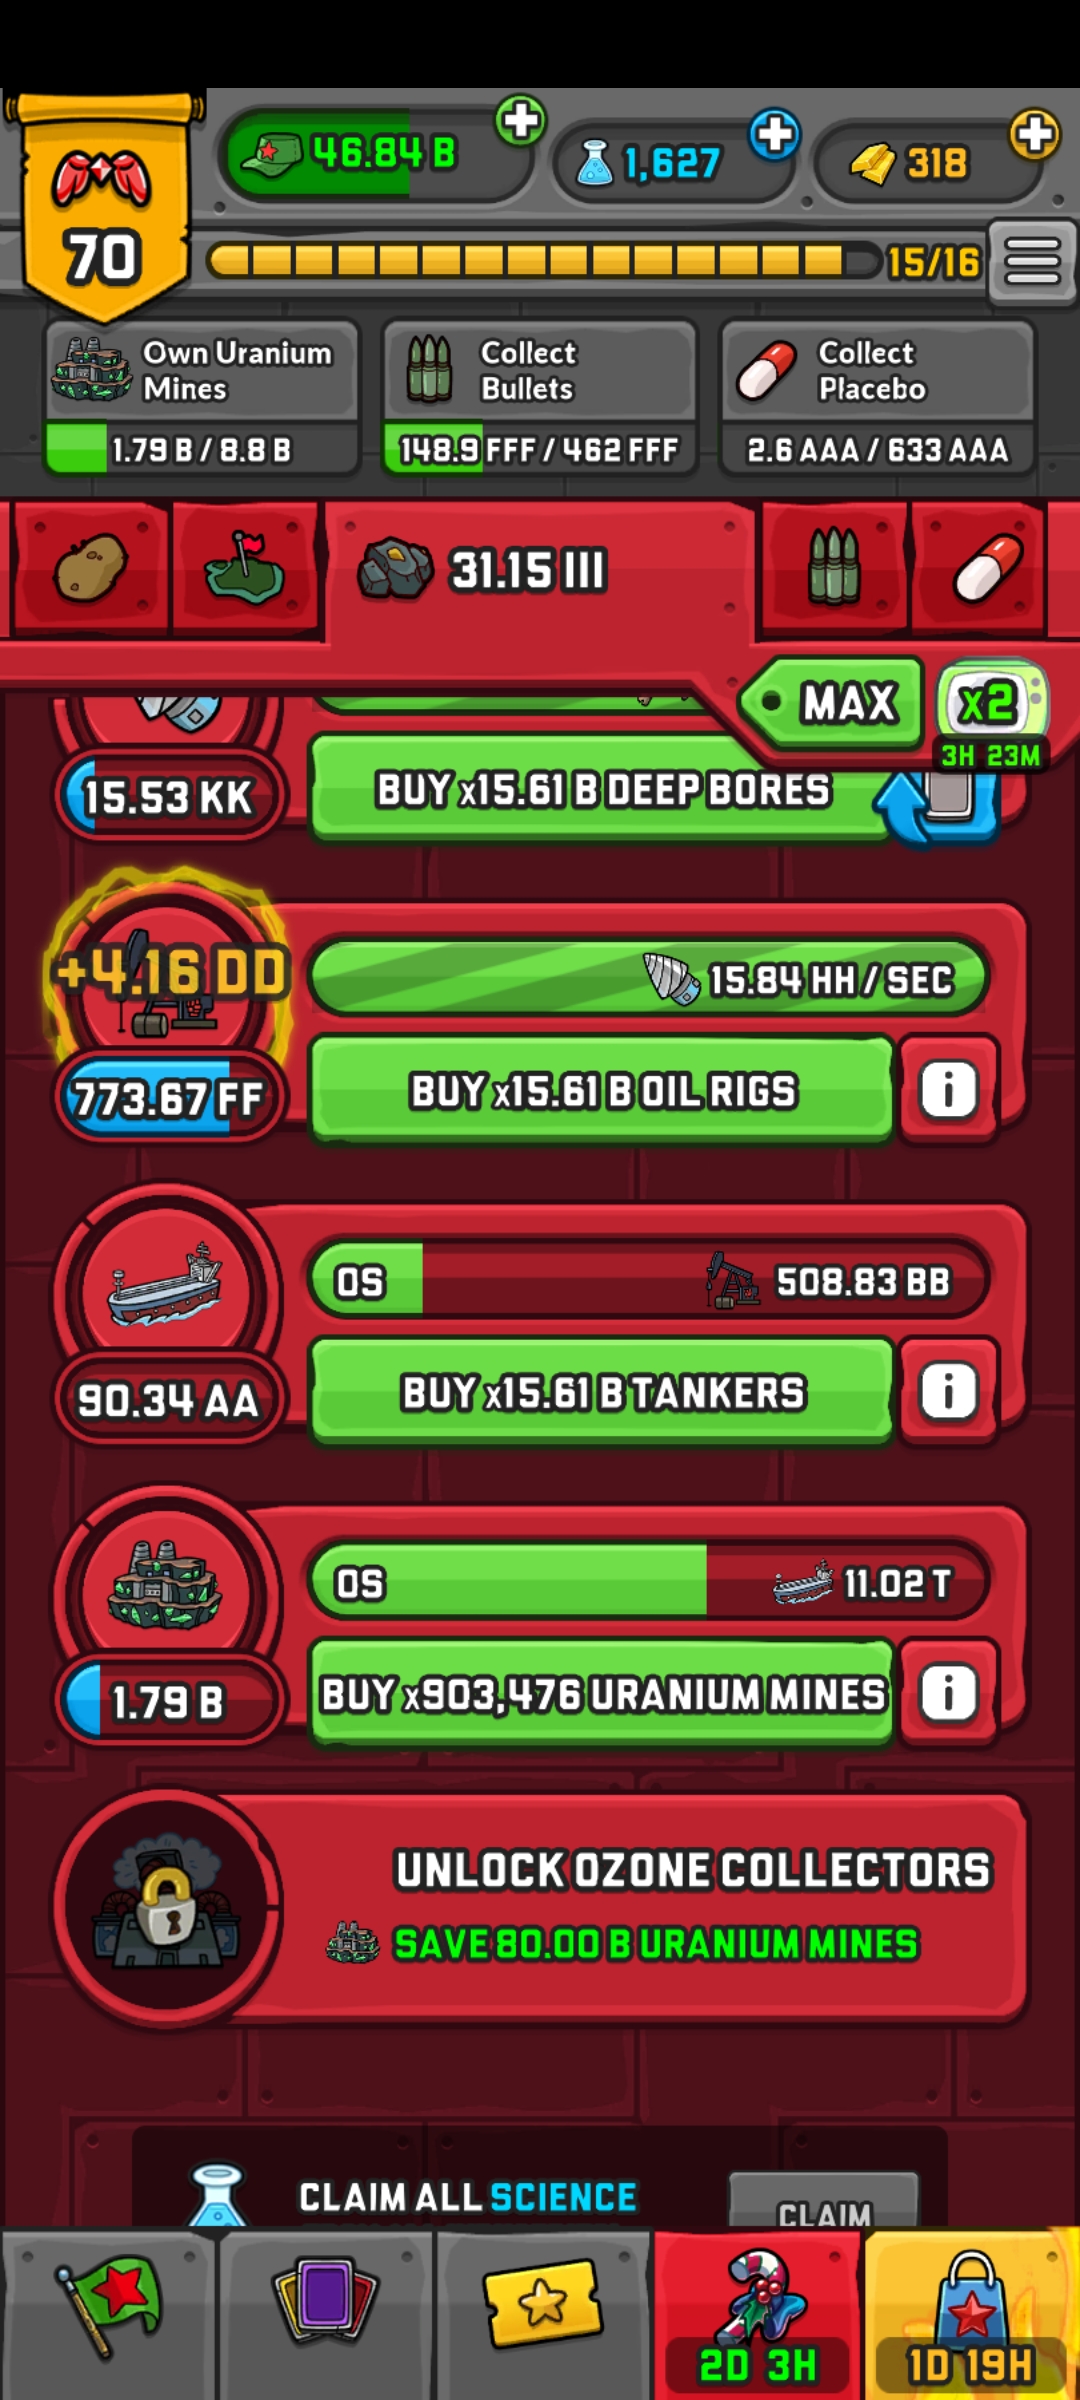 46.84 B
1,627
318
70
15/16
Own Uranium
Mines
1.79 B / 8.8 B
Collect
Bullets
148.9 FFF / 462 FFF
Collect
Placebo
2.6 AAA / 633 AAA
31.15 III
MAX
x2
3H 23M
15.53 KK
BUY x15.61 B DEEP BORES
+4.16 DD
15.84 HH / SEC
773.67 FF
BUY x15.61 B OIL RIGS
i
0S
508.83 BB
90.34 AA
BUY x15.61 B TANKERS
i
0S
11.02 T
1.79 B
BUY x903,476 URANIUM MINES
i
UNLOCK OZONE COLLECTORS
SAVE 80.00 B URANIUM MINES
CLAIM ALL SCIENCE
CLAIM
2D 3H
1D 19H